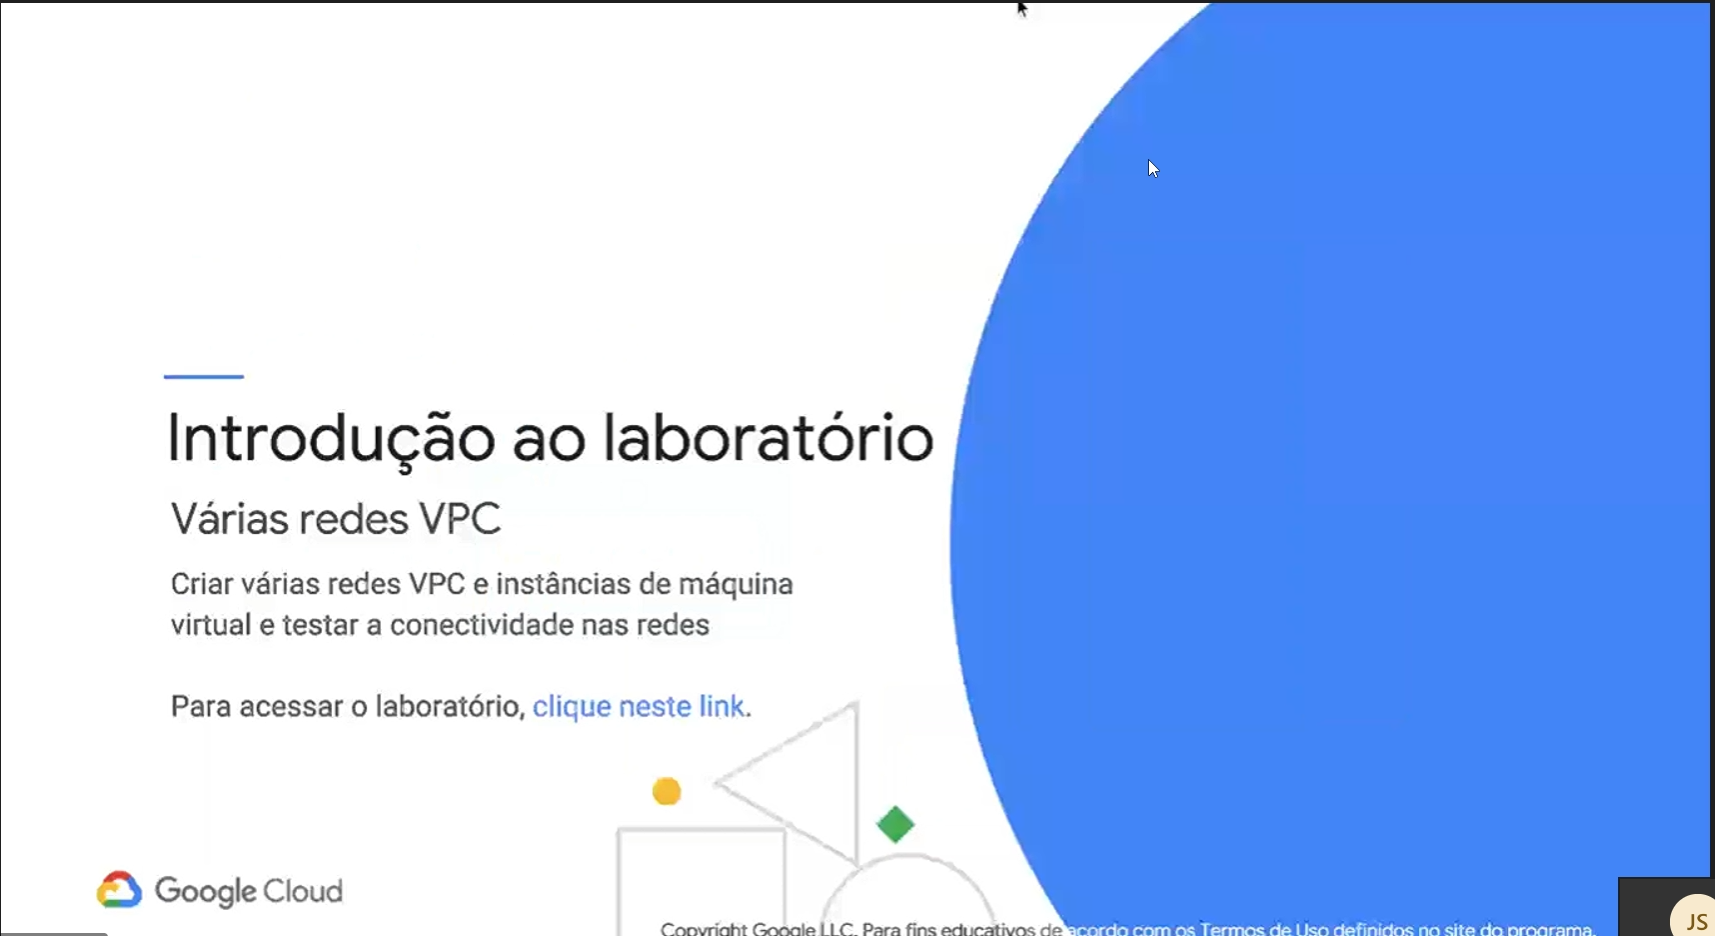 Introdução ao laboratório
Várias redes VPC
Criar várias redes VPC e instâncias de máquina
virtual e testar a conectividade nas redes
Para acessar o laboratório, clique neste link.
Google Cloud
Copyright Google LLC. Para fins educativos de acordo com os Termos de Uso definidos no site do programa.
JS